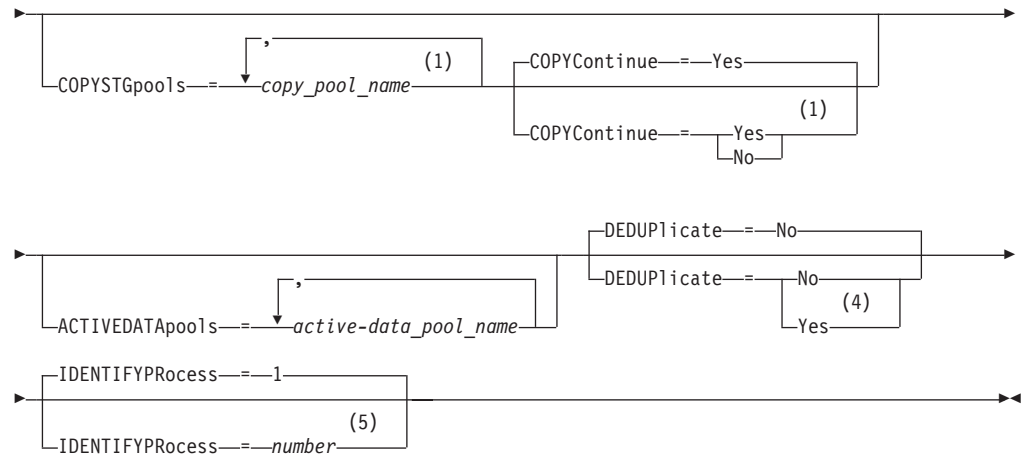 ,
(1)
COPYSTGpools = copy_pool_name
COPYContinue = Yes
(1)
COPYContinue = Yes
No
DEDUPlicate = No
,
DEDUPlicate = No
(4)
ACTIVEDATApools = active-data_pool_name
Yes
IDENTIFYPRocess = 1
(5)
IDENTIFYPRocess = number